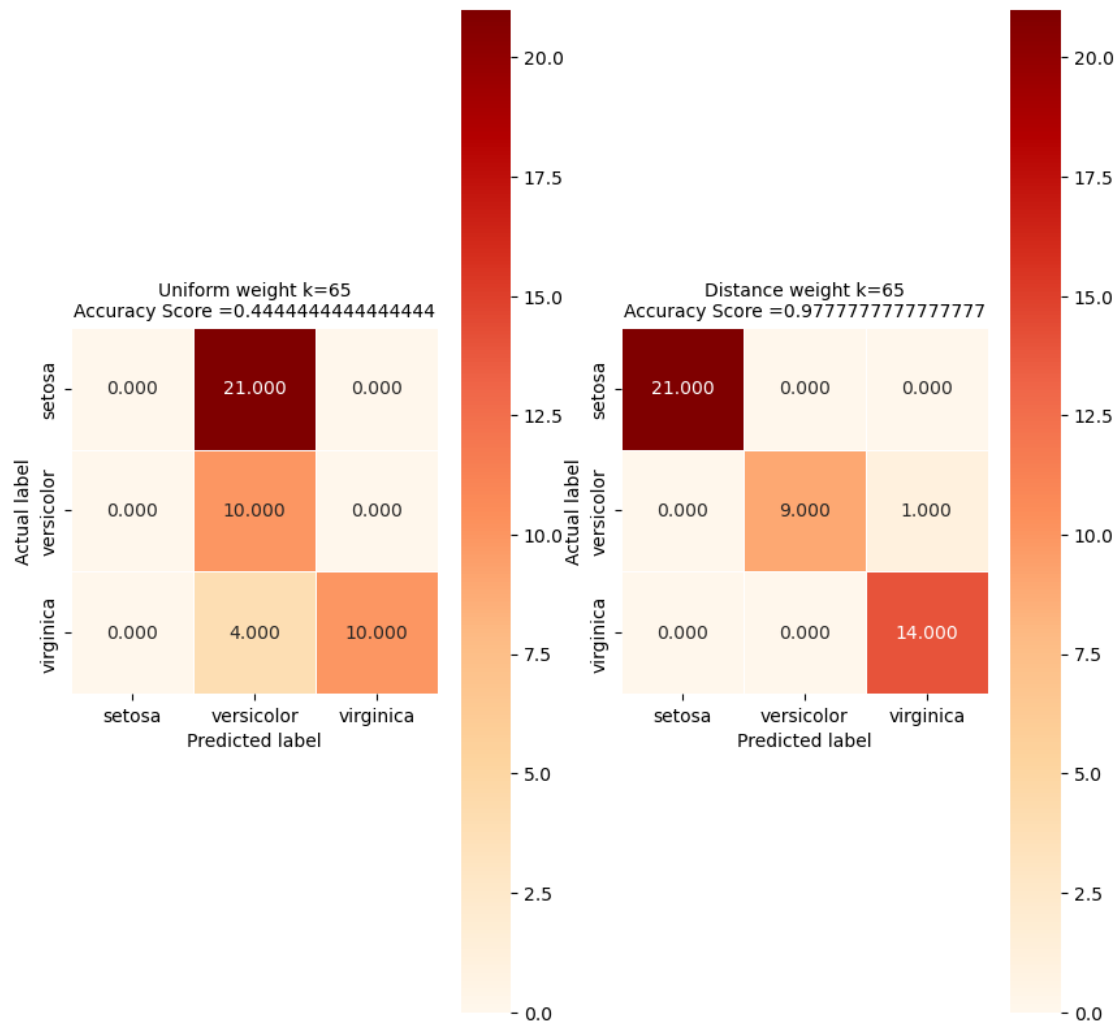 Uniform weight k=65
Accuracy Score =0.4444444444444444
setosa
versicolor
virginica
Actual label
0.000 21.000 0.000
0.000 10.000 0.000
0.000 4.000 10.000
setosa versicolor virginica
Predicted label
20.0
17.5
15.0
12.5
10.0
7.5
5.0
2.5
0.0
Distance weight k=65
Accuracy Score =0.9777777777777777
setosa
versicolor
virginica
Actual label
21.000 0.000 0.000
0.000 9.000 1.000
0.000 0.000 14.000
setosa versicolor virginica
Predicted label
20.0
17.5
15.0
12.5
10.0
7.5
5.0
2.5
0.0